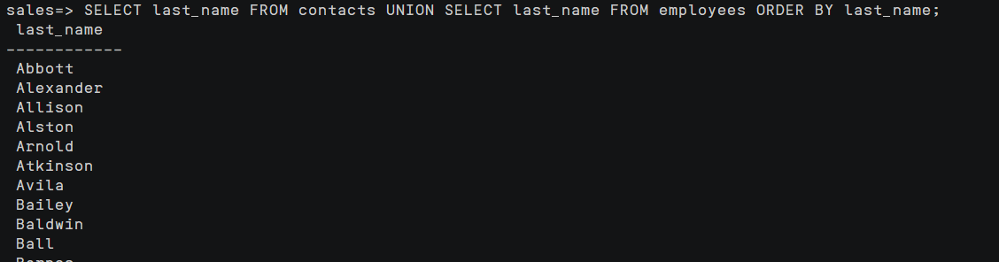 sales=> SELECT last_name FROM contacts UNION SELECT last_name FROM employees ORDER BY last_name;
last_name
------------
Abbott
Alexander
Allison
Alston
Arnold
Atkinson
Avila
Bailey
Baldwin
Ball